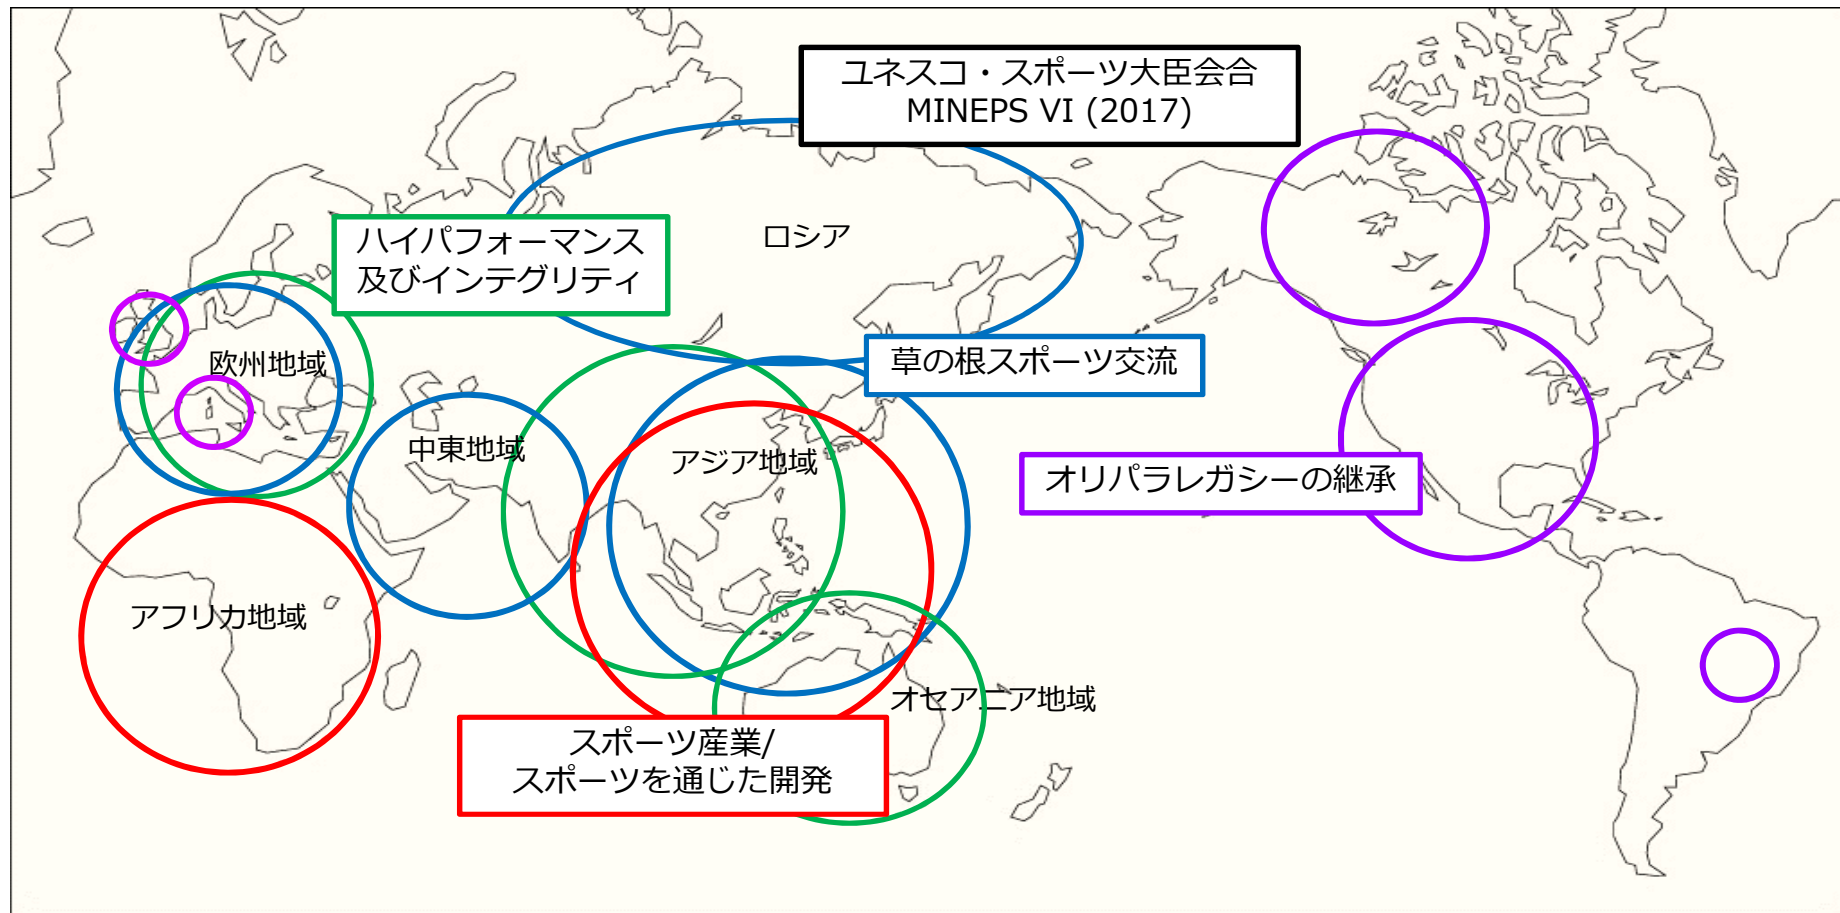 ユネスコ・スポーツ大臣会合
MINEPS VI (2017)
ハイパフォーマンス
及びインテグリティ
ロシア
欧州地域
草の根スポーツ交流
中東地域
アジア地域
オリパラレガシーの継承
アフリカ地域
オセアニア地域
スポーツ産業/
スポーツを通じた開発